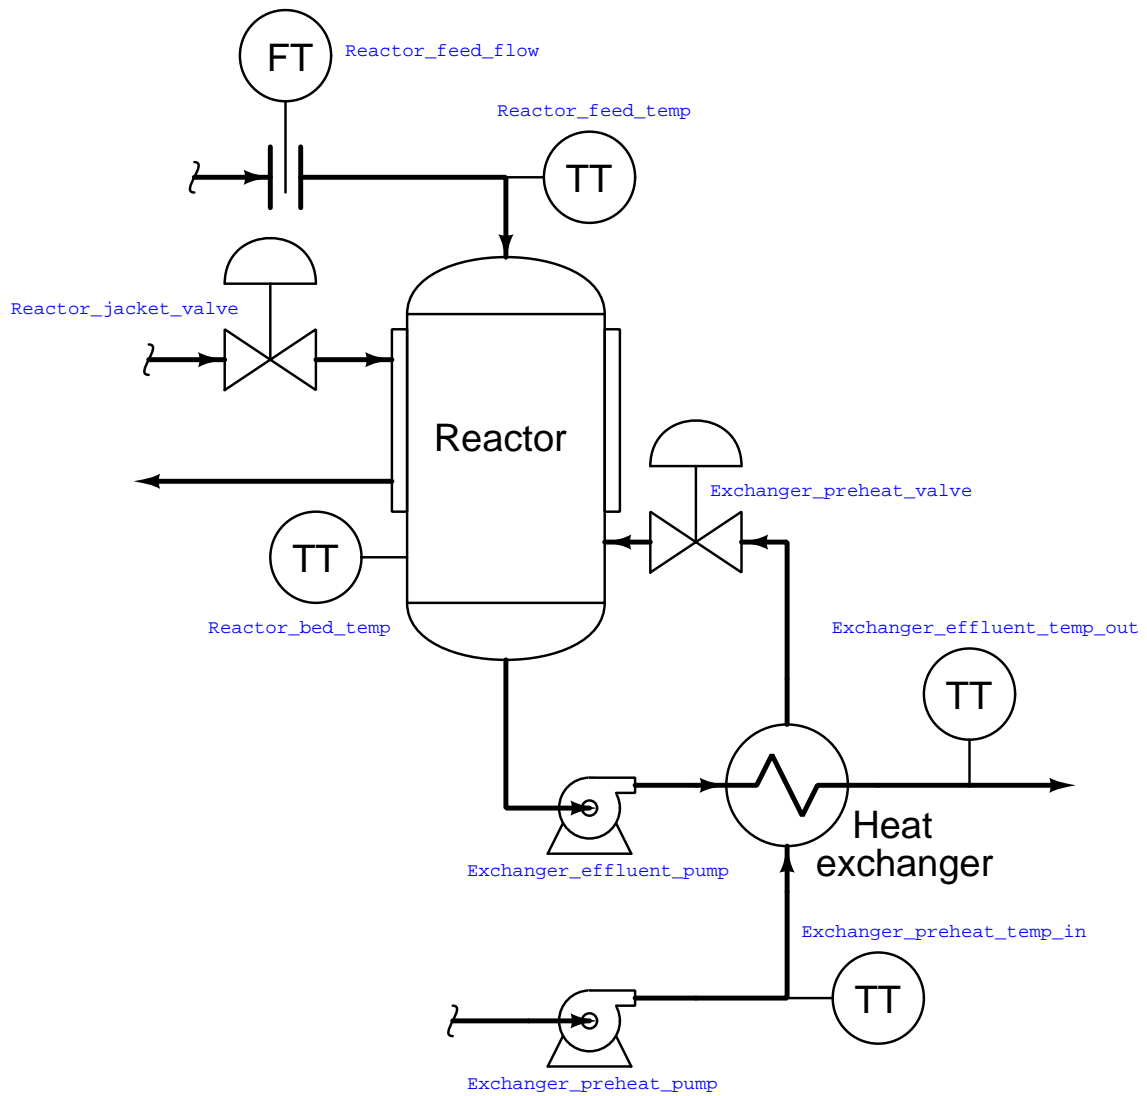 FT
Reactor_feed_flow
Reactor_feed_temp
TT
Reactor_jacket_valve
Reactor
Exchanger_preheat_valve
TT
Reactor_bed_temp
Exchanger_effluent_temp_out
TT
Heat
exchanger
Exchanger_effluent_pump
Exchanger_preheat_temp_in
TT
Exchanger_preheat_pump